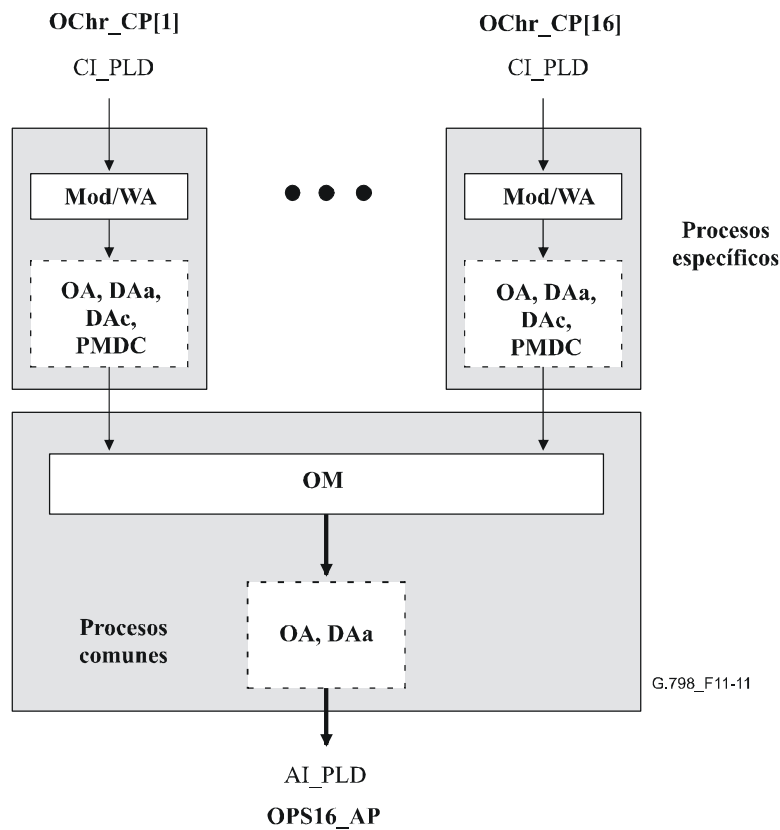 OChr_CP[1]
OChr_CP[16]
CI_PLD
CI_PLD
Mod/WA
Mod/WA
OA, DAa,
DAc,
PMDC
OA, DAa,
DAc,
PMDC
Procesos
específicos
OM
OA, DAa
Procesos
comunes
G.798_F11-11
AI_PLD
OPS16_AP